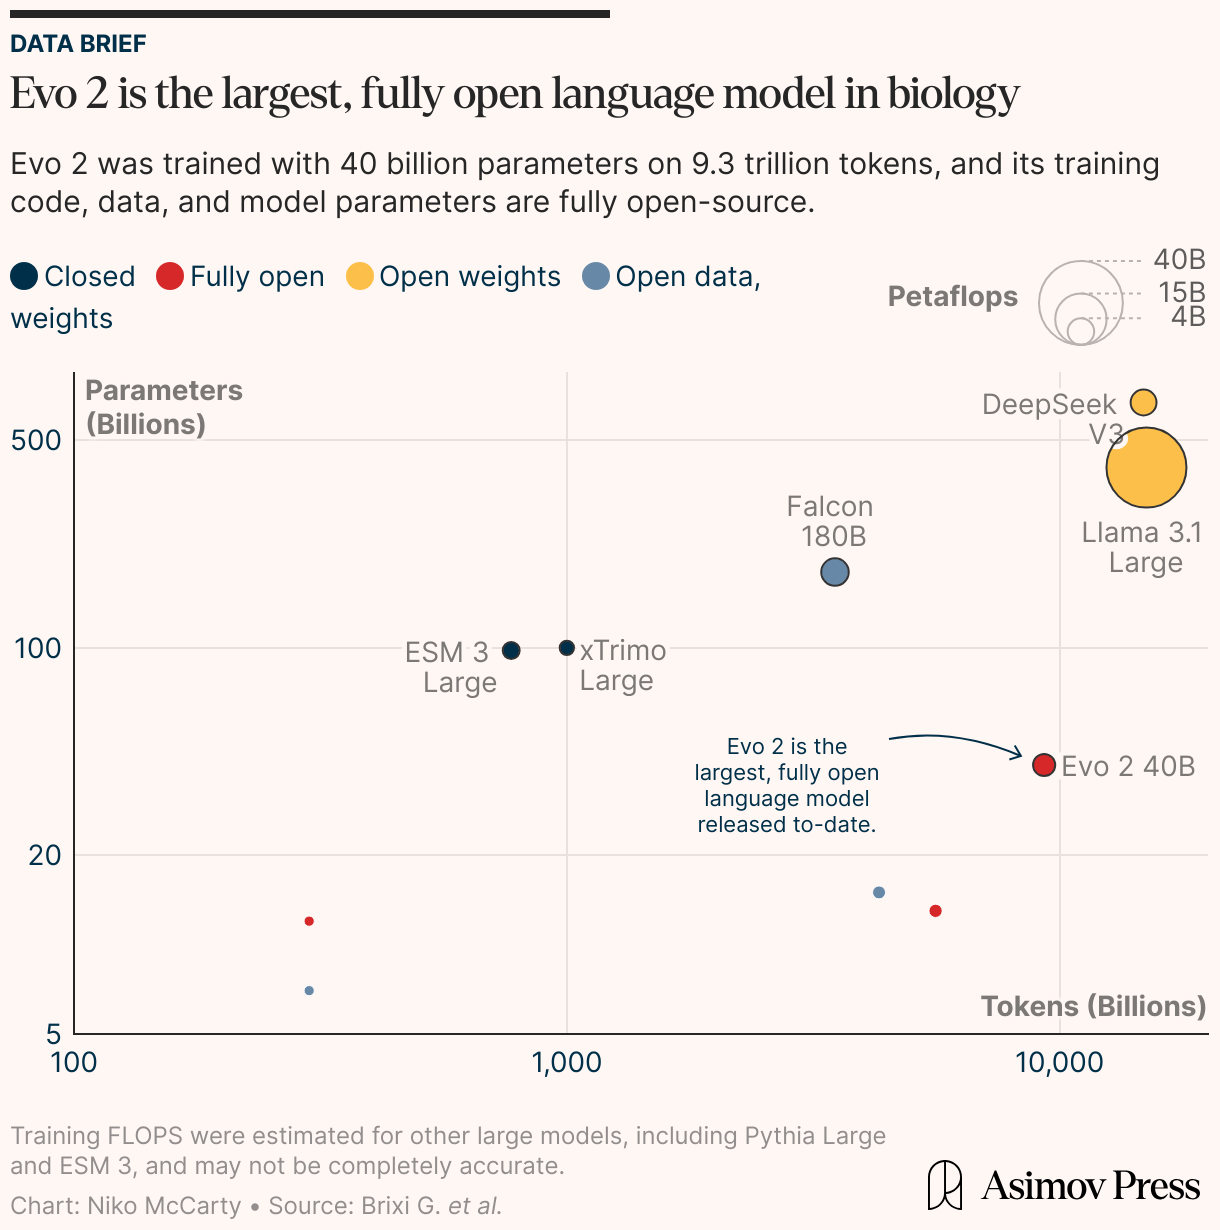 DATA BRIEF
Evo 2 is the largest, fully open language model in biology
Evo 2 was trained with 40 billion parameters on 9.3 trillion tokens, and its training
code, data, and model parameters are fully open-source.
Closed Fully open Open weights Open data,
weights
Petaflops
40B
15B
4B
Parameters
(Billions)
500
100
20
5
DeepSeek
V3
Llama 3.1
Large
Falcon
180B
ESM 3
Large
xTrimo
Large
Evo 2 is the
largest, fully open
language model
released to-date.
Evo 2 40B
Tokens (Billions)
100 1,000 10,000
Training FLOPS were estimated for other large models, including Pythia Large
and ESM 3, and may not be completely accurate.
Chart: Niko McCarty • Source: Brixi G. et al.
Asimov Press